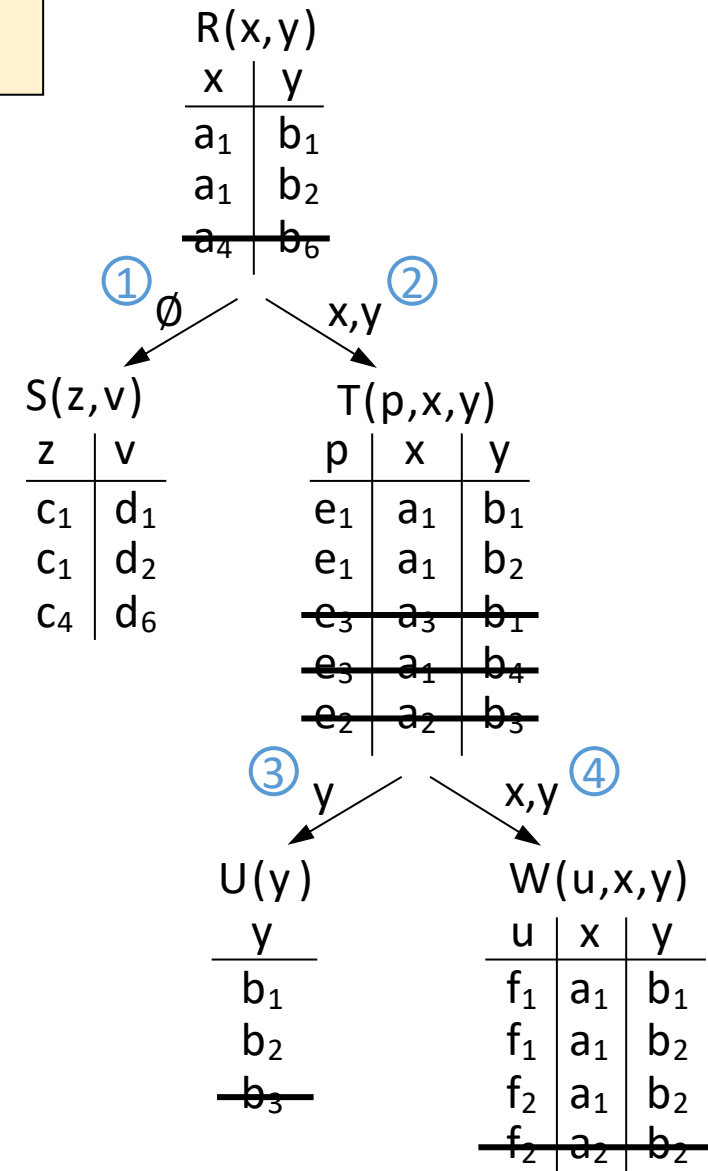 R(x,y)
x y
a₁ b₁
a₁ b₂
a₄ b₆
① ∅ x,y ②
S(z,v)
z v
c₁ d₁
c₁ d₂
c₄ d₆
T(p,x,y)
p x y
e₁ a₁ b₁
e₁ a₁ b₂
e₃ a₃ b₁
e₃ a₁ b₄
e₂ a₂ b₃
③ y x,y ④
U(y)
y
b₁
b₂
b₃
W(u,x,y)
u x y
f₁ a₁ b₁
f₁ a₁ b₂
f₂ a₁ b₂
f₂ a₂ b₂